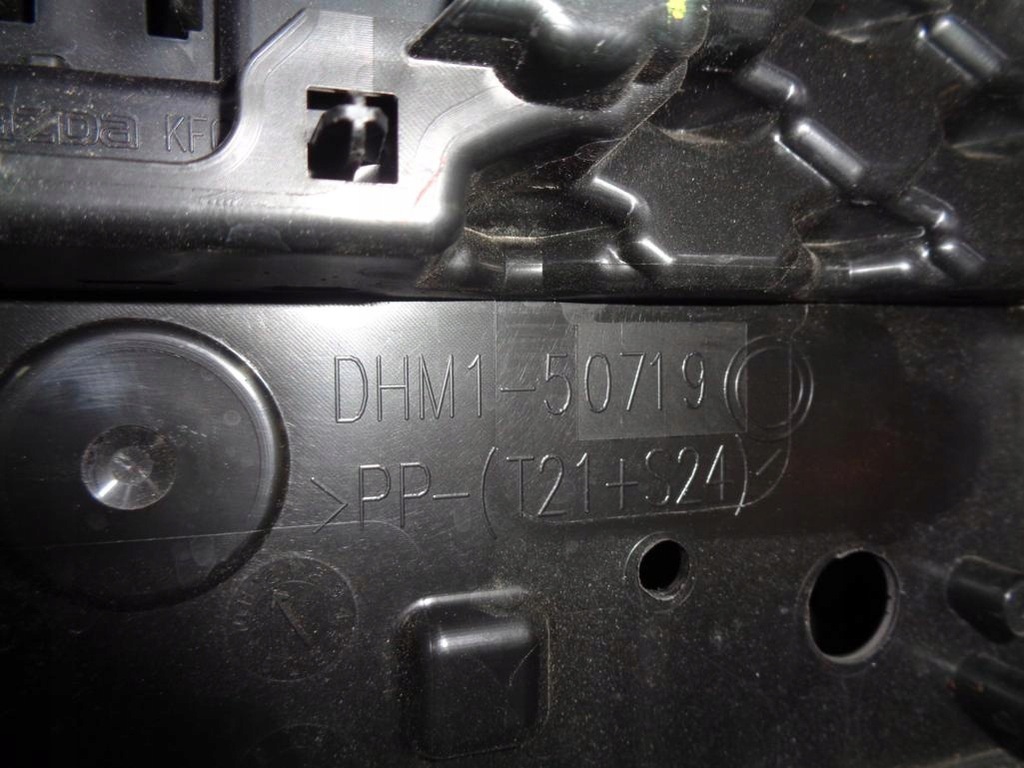 mazda KF
DHM1-50719
>PP-(T21+S24)